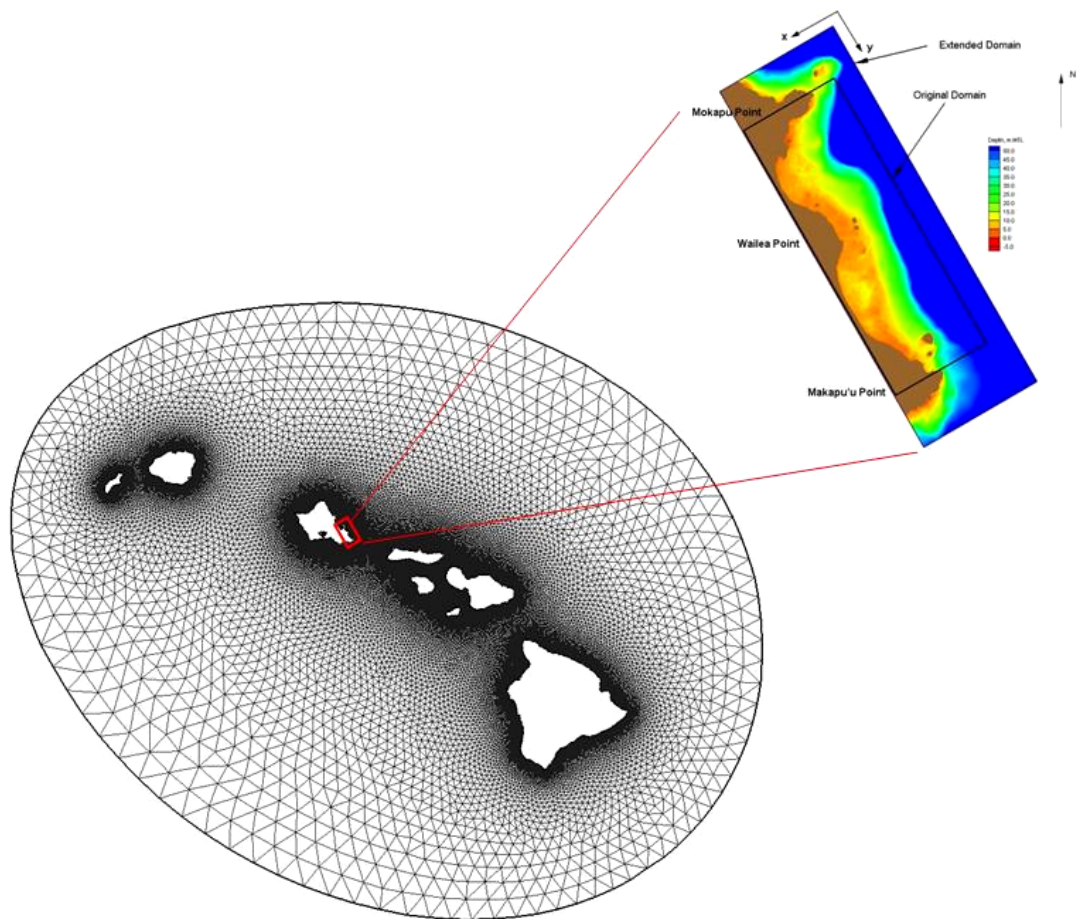 x
y
Extended Domain
N
Original Domain
Mokapu Point
Depth, m MSL
50.0
45.0
40.0
35.0
30.0
25.0
20.0
15.0
10.0
5.0
0.0
-5.0
Wailea Point
Makapu'u Point